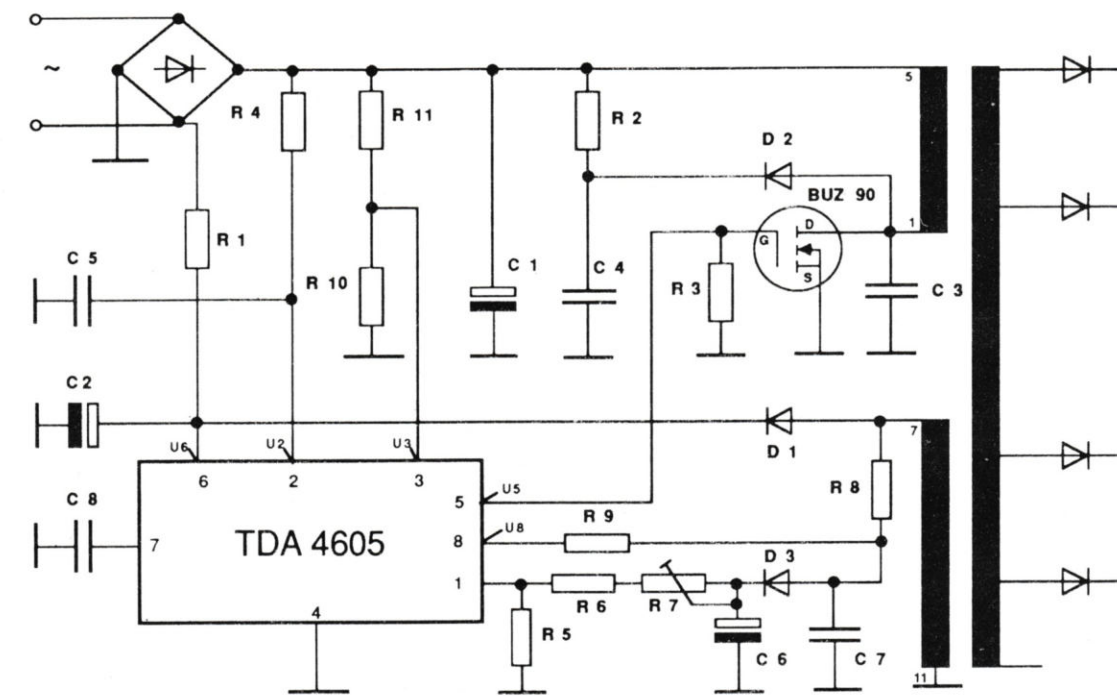 ~
R 4
R 11
R 2
5
D 2
BUZ 90
R 1
C 5
R 10
C 1
C 4
R 3
G
D
S
1
C 3
C 2
U6
U2
U3
D 1
7
6
2
3
5
U5
R 8
C 8
7
TDA 4605
8
U8
R 9
1
R 6
R 7
D 3
4
R 5
C 6
C 7
11